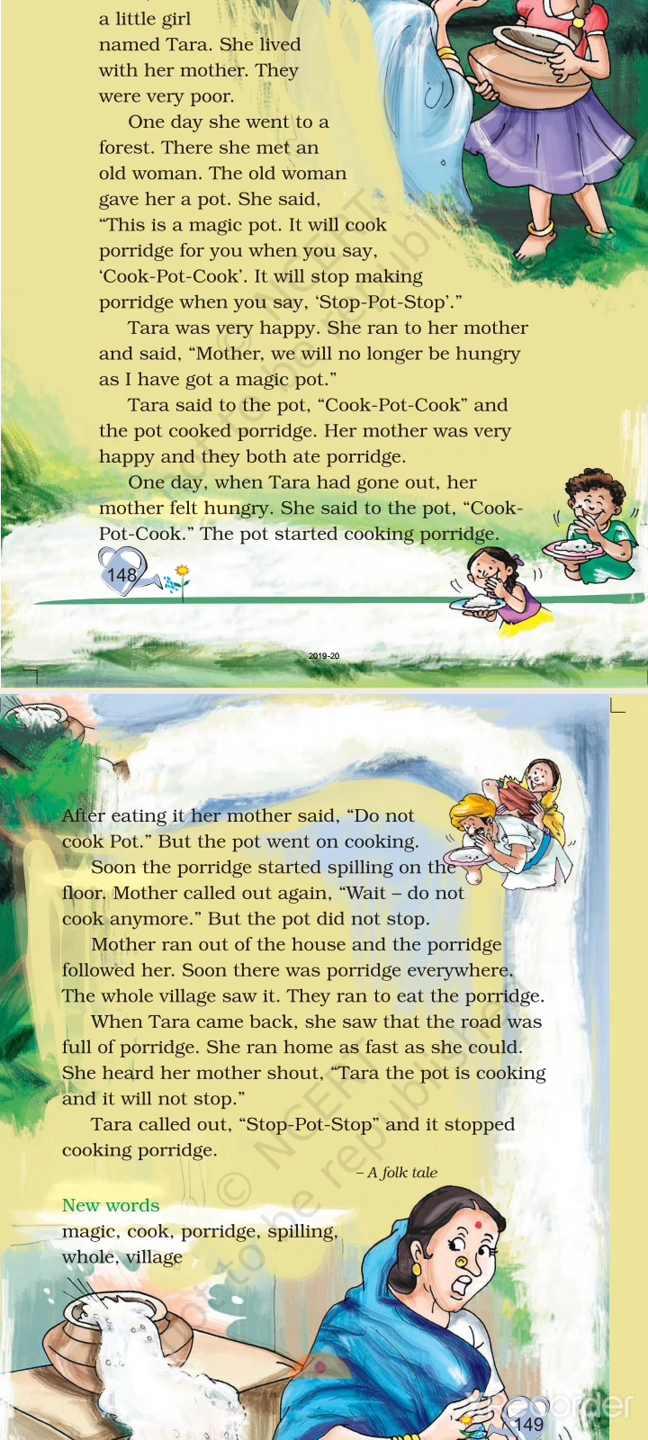 a little girl
named Tara. She lived
with her mother. They
were very poor.
One day she went to a
forest. There she met an
old woman. The old woman
gave her a pot. She said,
“This is a magic pot. It will cook
porridge for you when you say,
‘Cook-Pot-Cook’. It will stop making
porridge when you say, ‘Stop-Pot-Stop’.”
Tara was very happy. She ran to her mother
and said, “Mother, we will no longer be hungry
as I have got a magic pot.”
Tara said to the pot, “Cook-Pot-Cook” and
the pot cooked porridge. Her mother was very
happy and they both ate porridge.
One day, when Tara had gone out, her
mother felt hungry. She said to the pot, “Cook-
Pot-Cook.” The pot started cooking porridge.
148
2019-20
© NCERT
not to be republished
After eating it her mother said, “Do not
cook Pot.” But the pot went on cooking.
Soon the porridge started spilling on the
floor. Mother called out again, “Wait – do not
cook anymore.” But the pot did not stop.
Mother ran out of the house and the porridge
followed her. Soon there was porridge everywhere.
The whole village saw it. They ran to eat the porridge.
When Tara came back, she saw that the road was
full of porridge. She ran home as fast as she could.
She heard her mother shout, “Tara the pot is cooking
and it will not stop.”
Tara called out, “Stop-Pot-Stop” and it stopped
cooking porridge.
– A folk tale
New words
magic, cook, porridge, spilling,
whole, village
149
© NCERT
not to be republished